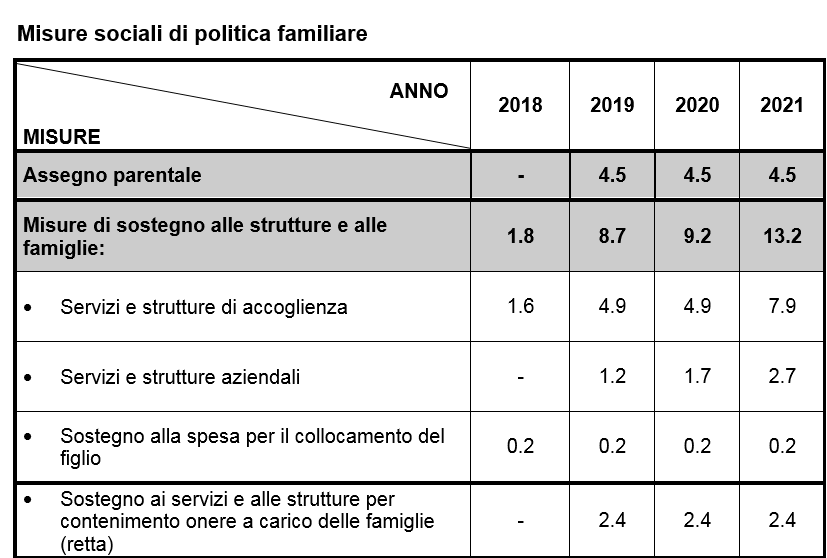 Misure sociali di politica familiare
ANNO
MISURE
2018 2019 2020 2021
Assegno parentale - 4.5 4.5 4.5
Misure di sostegno alle strutture e alle
famiglie: 1.8 8.7 9.2 13.2
• Servizi e strutture di accoglienza 1.6 4.9 4.9 7.9
• Servizi e strutture aziendali - 1.2 1.7 2.7
• Sostegno alla spesa per il collocamento del
figlio 0.2 0.2 0.2 0.2
• Sostegno ai servizi e alle strutture per
contenimento onere a carico delle famiglie
(retta) - 2.4 2.4 2.4